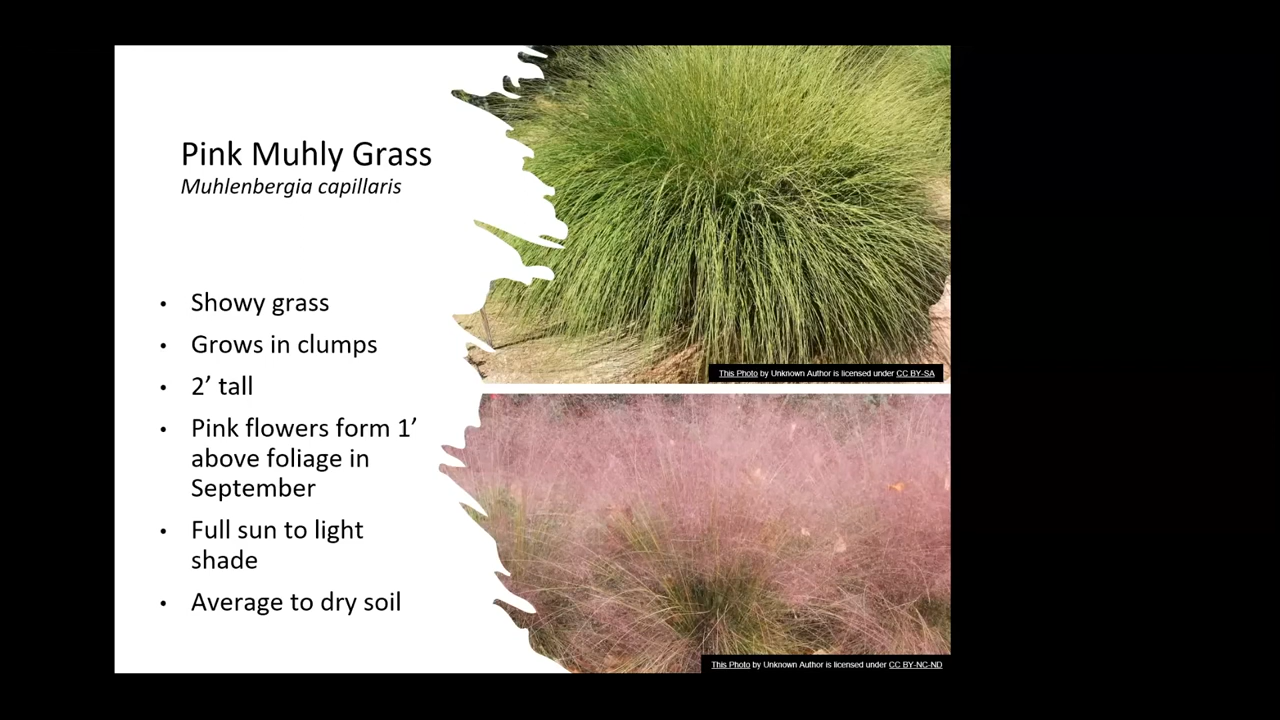 Pink Muhly Grass
Muhlenbergia capillaris
• Showy grass
• Grows in clumps
• 2’ tall
• Pink flowers form 1’
above foliage in
September
• Full sun to light
shade
• Average to dry soil
This Photo by Unknown Author is licensed under CC BY-SA
This Photo by Unknown Author is licensed under CC BY-NC-ND